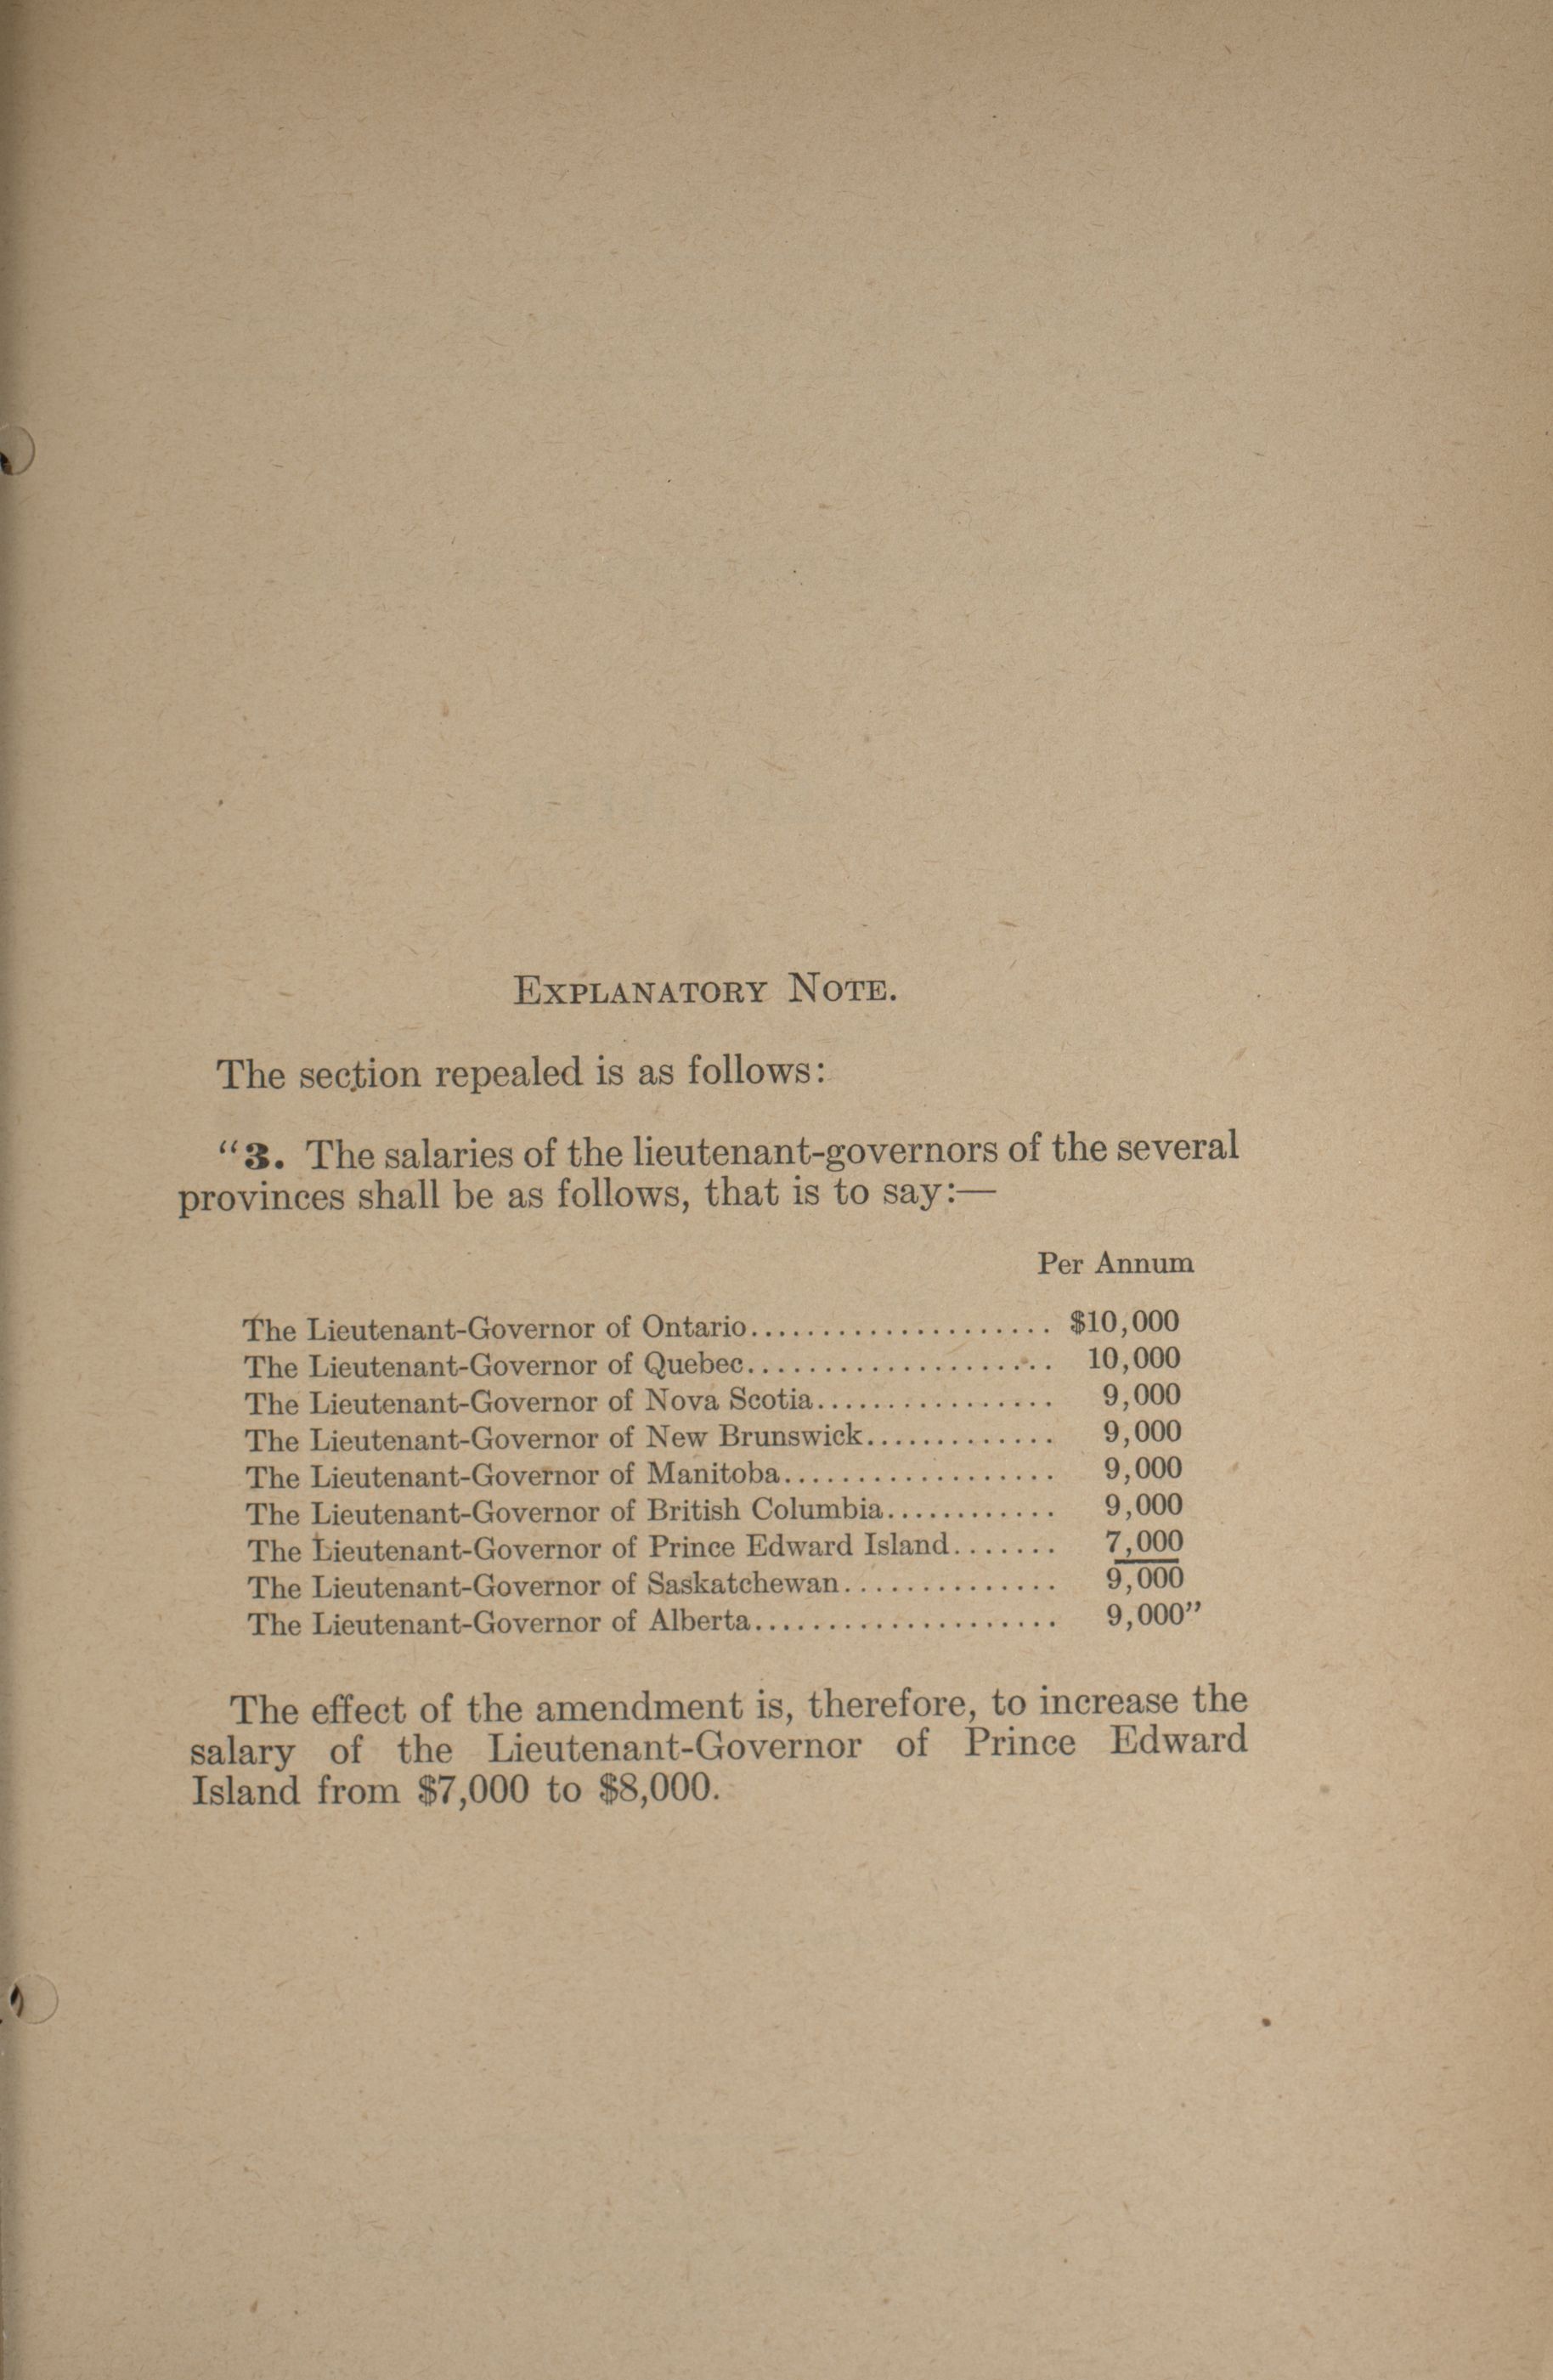 EXPLANATORY NOTE.
The section repealed is as follows:
“3. The salaries of the lieutenant-governors of the several
provinces shall be as follows, that is to say:—
Per Annum
The Lieutenant-Governor of Ontario.................... $10,000
The Lieutenant-Governor of Quebec.................... 10,000
The Lieutenant-Governor of Nova Scotia................ 9,000
The Lieutenant-Governor of New Brunswick............. 9,000
The Lieutenant-Governor of Manitoba.................. 9,000
The Lieutenant-Governor of British Columbia............ 9,000
The Lieutenant-Governor of Prince Edward Island....... 7,000
The Lieutenant-Governor of Saskatchewan.............. 9,000
The Lieutenant-Governor of Alberta.................... 9,000”
The effect of the amendment is, therefore, to increase the
salary of the Lieutenant-Governor of Prince Edward
Island from $7,000 to $8,000.